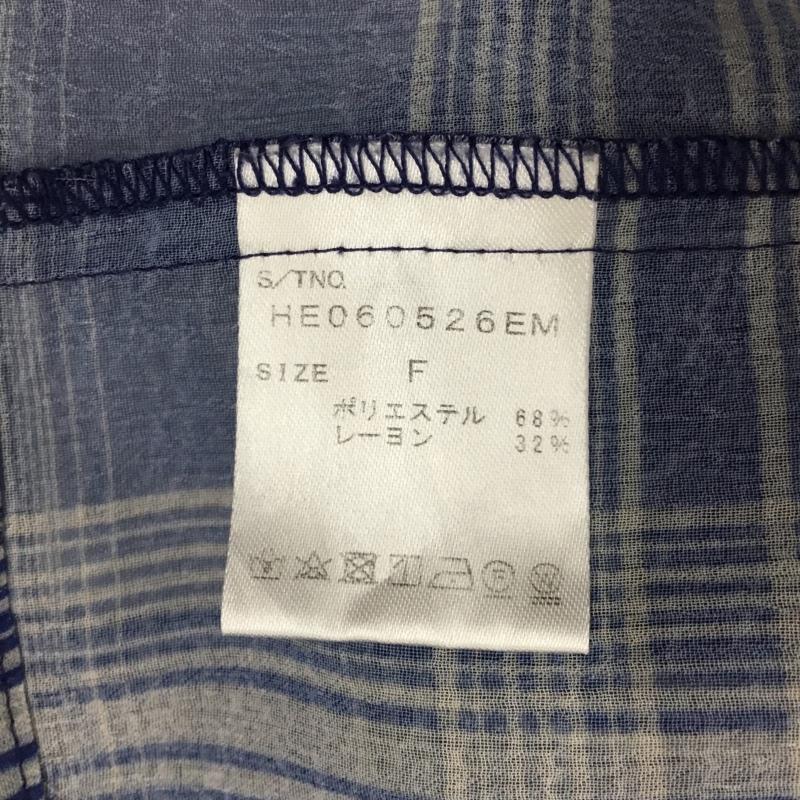 S/TNO.
HE060526EM
SIZE F
ポリエステル 68%
レーヨン 32%
F
W